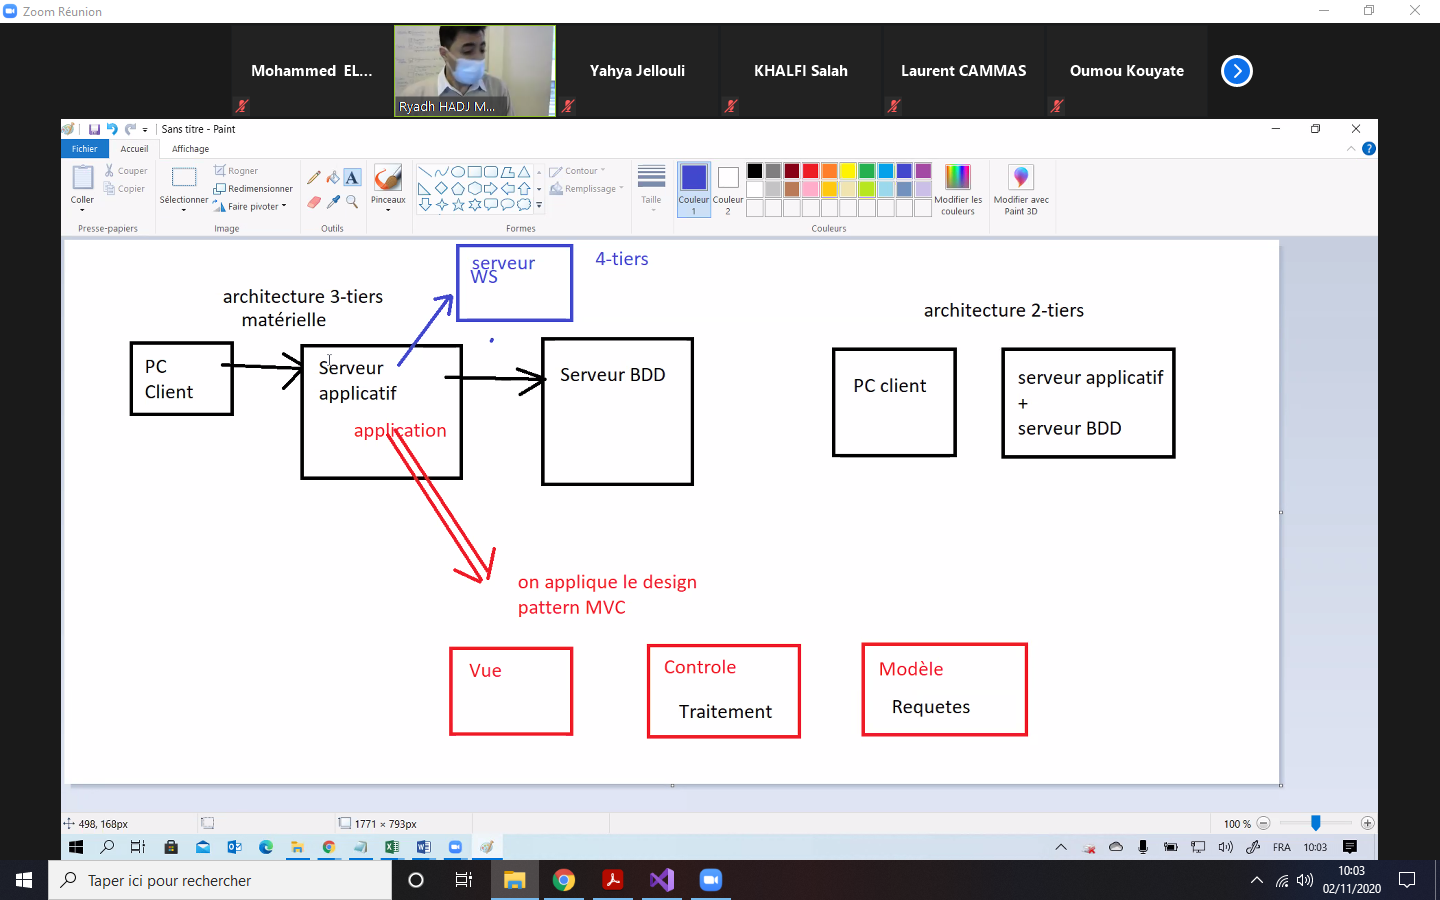 Zoom Réunion
Mohammed EL...
Ryadh HADJ M...
Yahya Jellouli
KHALFI Salah
Laurent CAMMAS
Oumou Kouyate
Sans titre - Paint
Fichier
Accueil
Affichage
Coller
Couper
Copier
Presse-papiers
Sélectionner
Rogner
Redimensionner
Faire pivoter
Image
A
Outils
Pinceaux
Contour
Remplissage
Formes
Taille
Couleur
1
Couleur
2
Modifier les
couleurs
Modifier avec
Paint 3D
Couleurs
serveur
WS
4-tiers
architecture 3-tiers
matérielle
architecture 2-tiers
PC
Client
Serveur
applicatif
application
Serveur BDD
PC client
serveur applicatif
+
serveur BDD
on applique le design
pattern MVC
Vue
Controle
Traitement
Modèle
Requetes
498, 168px
1771 × 793px
100 %
FRA
10:03
Taper ici pour rechercher
10:03
02/11/2020